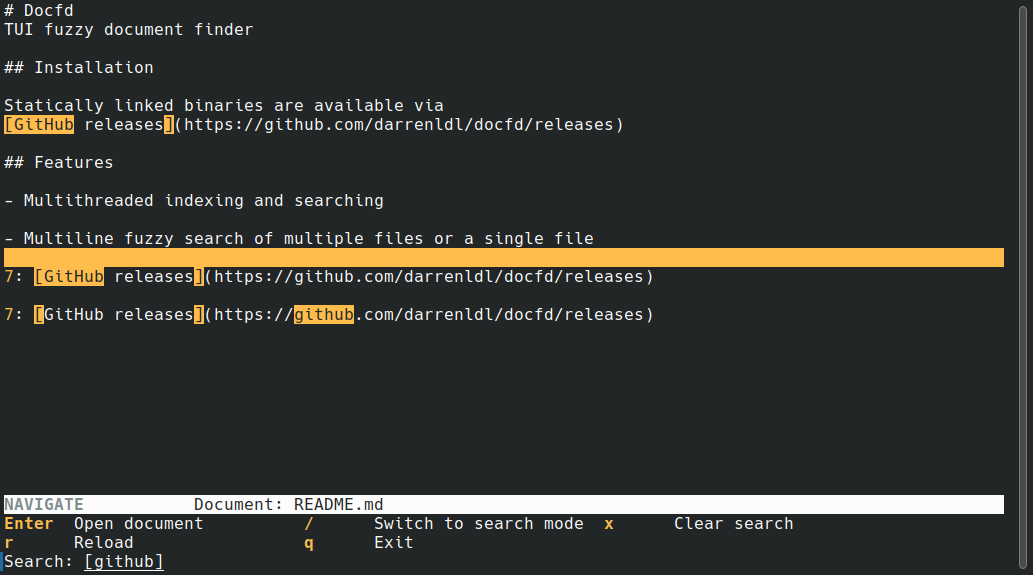 # Docfd
TUI fuzzy document finder
## Installation
Statically linked binaries are available via
[GitHub releases](https://github.com/darrenldl/docfd/releases)
## Features
- Multithreaded indexing and searching
- Multiline fuzzy search of multiple files or a single file
7: [GitHub releases](https://github.com/darrenldl/docfd/releases)
7: [GitHub releases](https://github.com/darrenldl/docfd/releases)
NAVIGATE Document: README.md
Enter Open document / Switch to search mode x Clear search
r Reload q Exit
Search: [github]